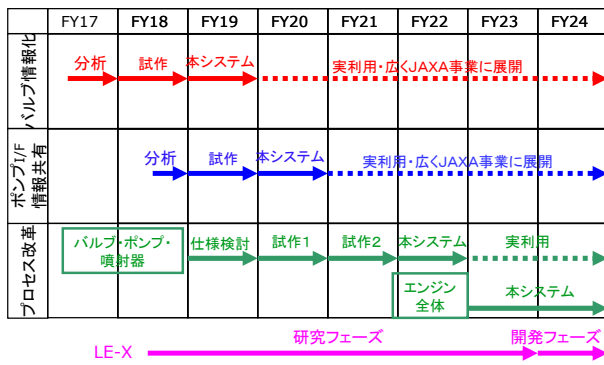 FY17 FY18 FY19 FY20 FY21 FY22 FY23 FY24
バルブ情報化
分析 試作 本システム 実利用・広くJAXA事業に展開
ポンプI/F
情報共有
分析 試作 本システム 実利用・広くJAXA事業に展開
プロセス改革
バルブ・ポンプ・
噴射器
仕様検討 試作1 試作2 本システム 実利用
エンジン
全体
本システム
研究フェーズ 開発フェーズ
LE-X